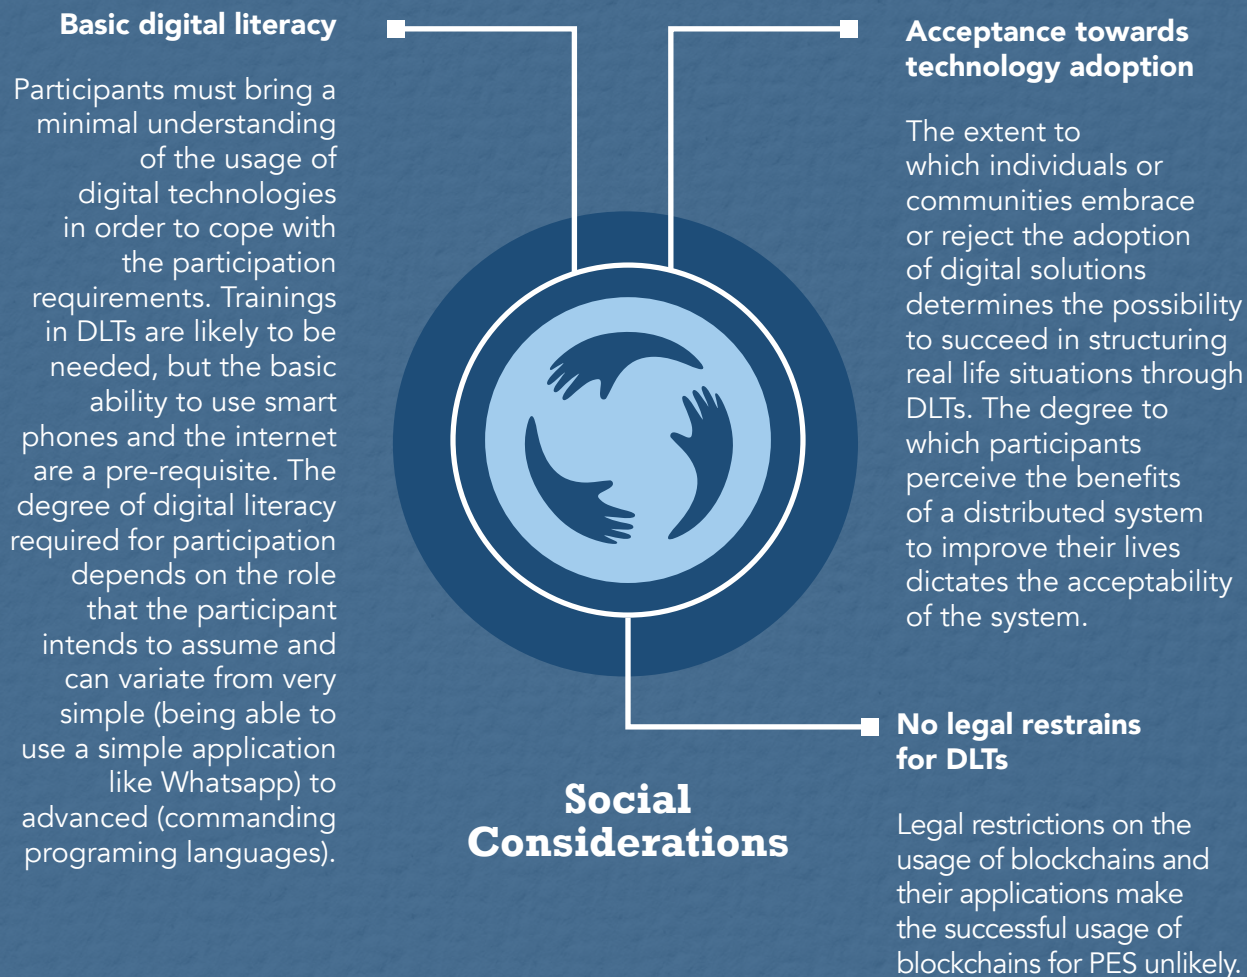 Basic digital literacy
Participants must bring a
minimal understanding
of the usage of
digital technologies
in order to cope with
the participation
requirements. Trainings
in DLTs are likely to be
needed, but the basic
ability to use smart
phones and the internet
are a pre-requisite. The
degree of digital literacy
required for participation
depends on the role
that the participant
intends to assume and
can variate from very
simple (being able to
use a simple application
like Whatsapp) to
advanced (commanding
programing languages).
Acceptance towards
technology adoption
The extent to
which individuals or
communities embrace
or reject the adoption
of digital solutions
determines the possibility
to succeed in structuring
real life situations through
DLTs. The degree to
which participants
perceive the benefits
of a distributed system
to improve their lives
dictates the acceptability
of the system.
No legal restrains
for DLTs
Legal restrictions on the
usage of blockchains and
their applications make
the successful usage of
blockchains for PES unlikely.
Social
Considerations